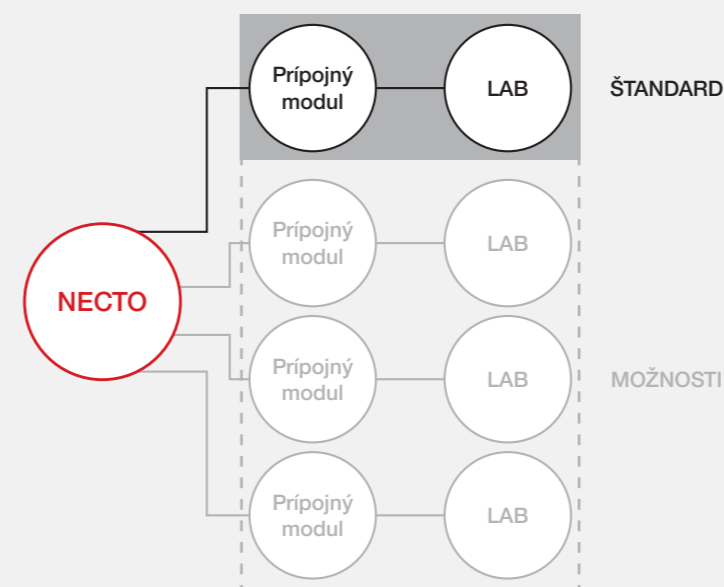 Prípojný
modul
LAB
ŠTANDARD
Prípojný
modul
LAB
NECTO
Prípojný
modul
LAB
MOŽNOSTI
Prípojný
modul
LAB